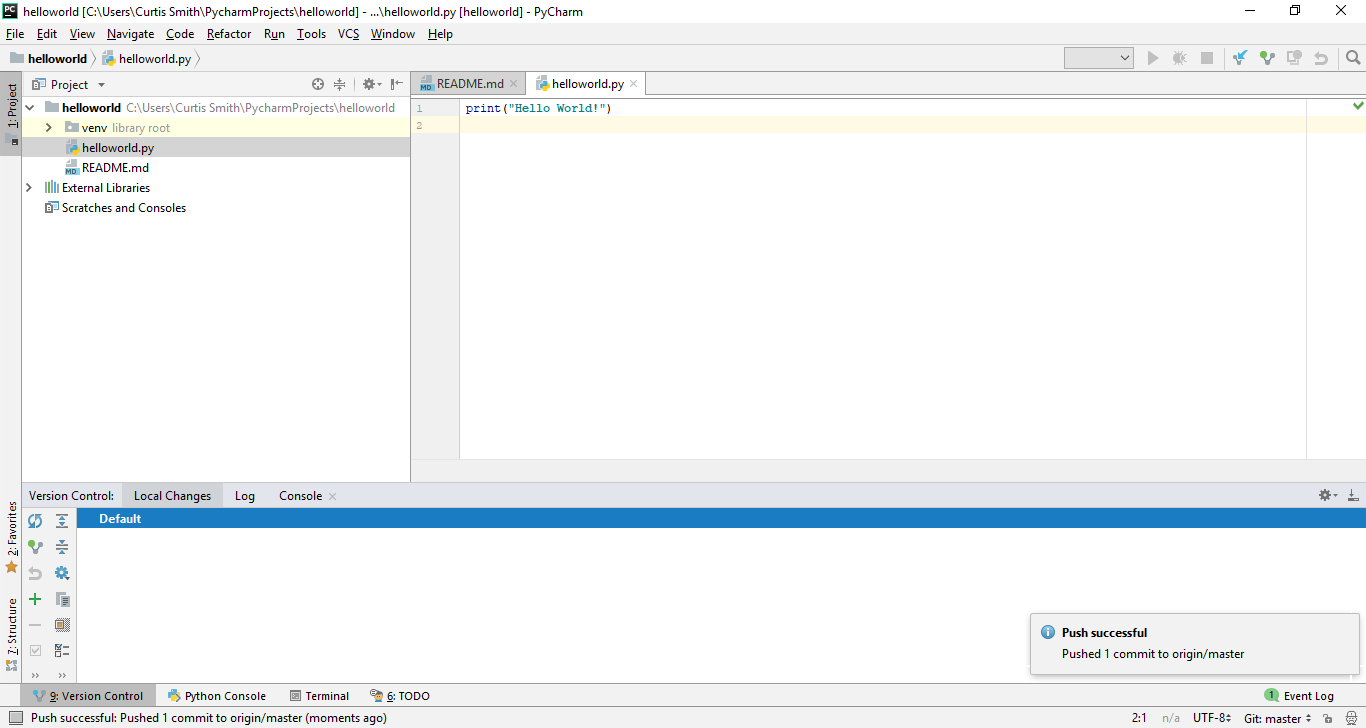 PC helloworld [C:\Users\Curtis Smith\PycharmProjects\helloworld] - ...\helloworld.py [helloworld] - PyCharm
File Edit View Navigate Code Refactor Run Tools VCS Window Help
helloworld helloworld.py
1: Project
Project
README.md helloworld.py
helloworld C:\Users\Curtis Smith\PycharmProjects\helloworld
venv library root
helloworld.py
MD README.md
External Libraries
Scratches and Consoles
1 print("Hello World!")
2
Version Control: Local Changes Log Console
2: Favorites
7: Structure
Default
Push successful
Pushed 1 commit to origin/master
9: Version Control Python Console Terminal 6: TODO 1 Event Log
Push successful: Pushed 1 commit to origin/master (moments ago) 2:1 n/a UTF-8 Git: master